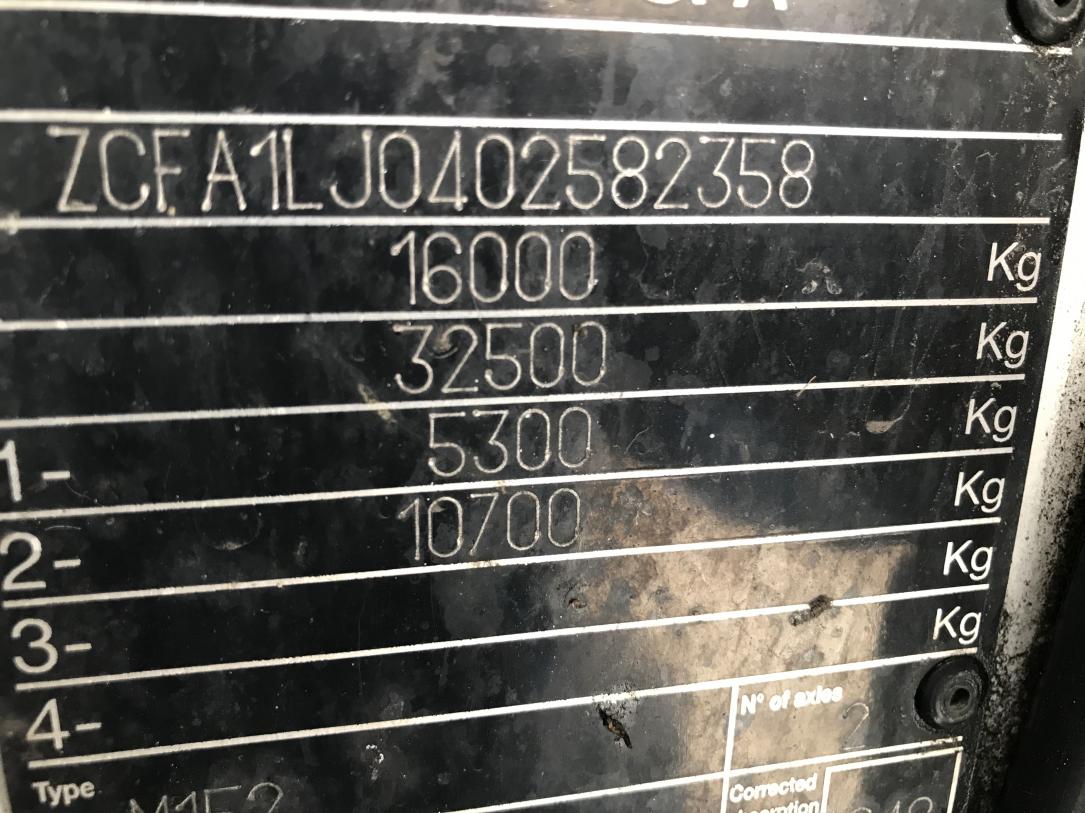 ZCFA1LJ0402582358
16000 Kg
32500 Kg
1- 5300 Kg
2- 10700 Kg
3- Kg
4- Kg
N° of axles 2
Type
Corrected